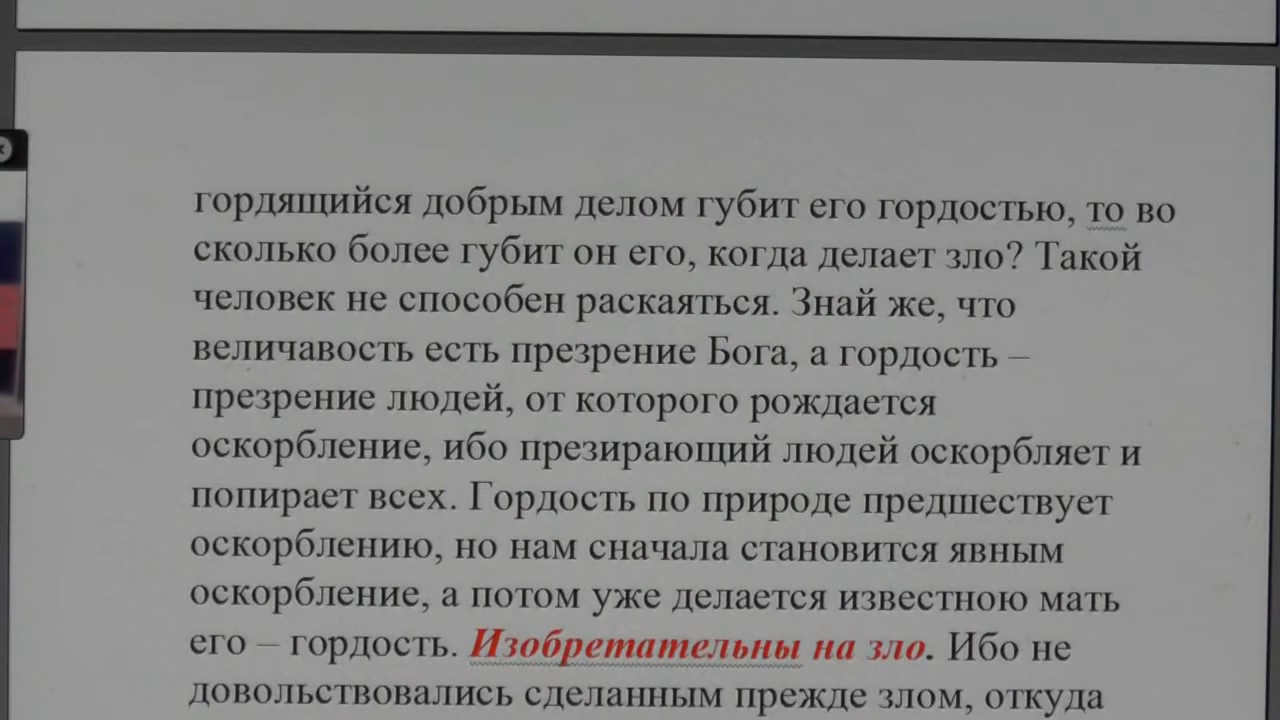 гордящийся добрым делом губит его гордостью, то во
сколько более губит он его, когда делает зло? Такой
человек не способен раскаяться. Знай же, что
величавость есть презрение Бога, а гордость –
презрение людей, от которого рождается
оскорбление, ибо презирающий людей оскорбляет и
попирает всех. Гордость по природе предшествует
оскорблению, но нам сначала становится явным
оскорбление, а потом уже делается известною мать
его – гордость. Изобретательны на зло. Ибо не
довольствовались сделанным прежде злом, откуда